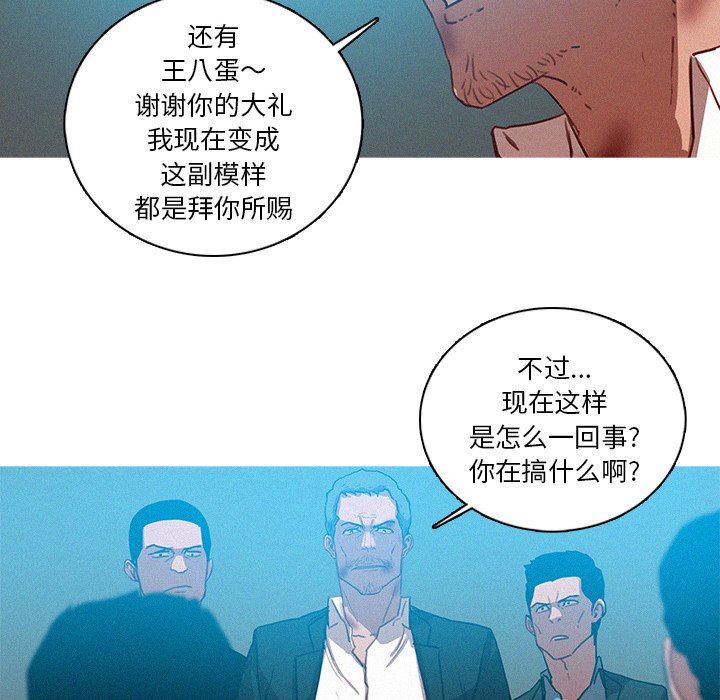 还有
王八蛋～
谢谢你的大礼
我现在变成
这副模样
都是拜你所赐
不过...
现在这样
是怎么一回事?
你在搞什么啊?